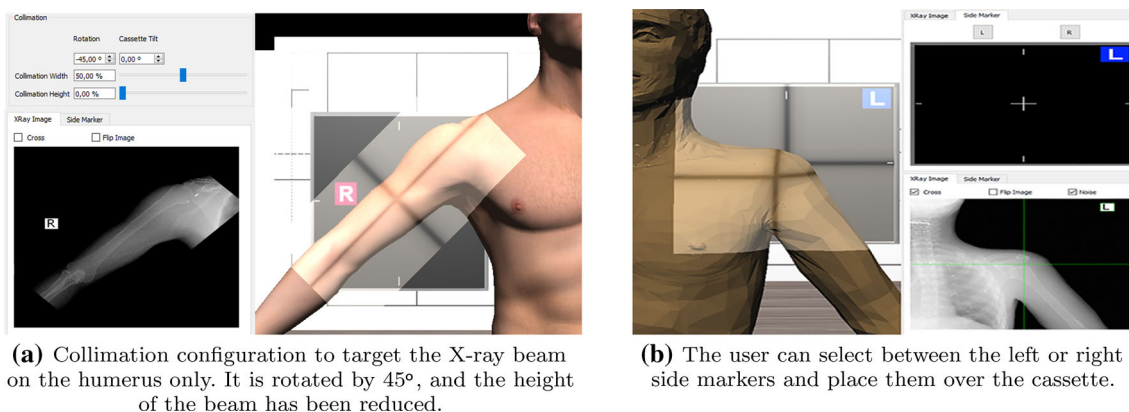 Collimation
Rotation Cassette Tilt
-45,00 º 0,00 º
Collimation Width 50,00 %
Collimation Height 0,00 %
XRay Image Side Marker
Cross Flip Image
R
R
(a) Collimation configuration to target the X-ray beam
on the humerus only. It is rotated by 45°, and the height
of the beam has been reduced.
L
XRay Image Side Marker
L R
L
XRay Image Side Marker
Cross Flip Image Noise
L
(b) The user can select between the left or right
side markers and place them over the cassette.